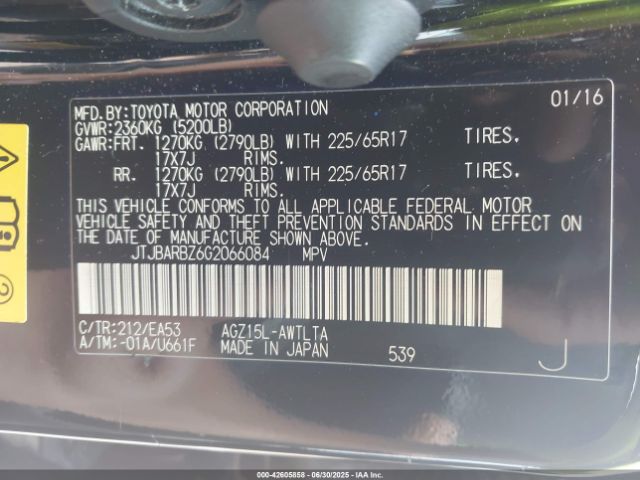 MFD.BY:TOYOTA MOTOR CORPORATION 01/16
GVWR:2360KG (5200LB)
GAWR:FRT. 1270KG (2790LB) WITH 225/65R17 TIRES.
17X7J RIMS.
RR. 1270KG (2790LB) WITH 225/65R17 TIRES.
17X7J RIMS.
THIS VEHICLE CONFORMS TO ALL APPLICABLE FEDERAL MOTOR
VEHICLE SAFETY AND THEFT PREVENTION STANDARDS IN EFFECT ON
THE DATE OF MANUFACTURE SHOWN ABOVE.
JTJBARBZ6G2066084 MPV
C/TR:212/EA53 AGZ15L-AWTLTA
A/TM:-01A/U661F MADE IN JAPAN 539 J
2
000-42605858 - 06/30/2025 - IAA Inc.